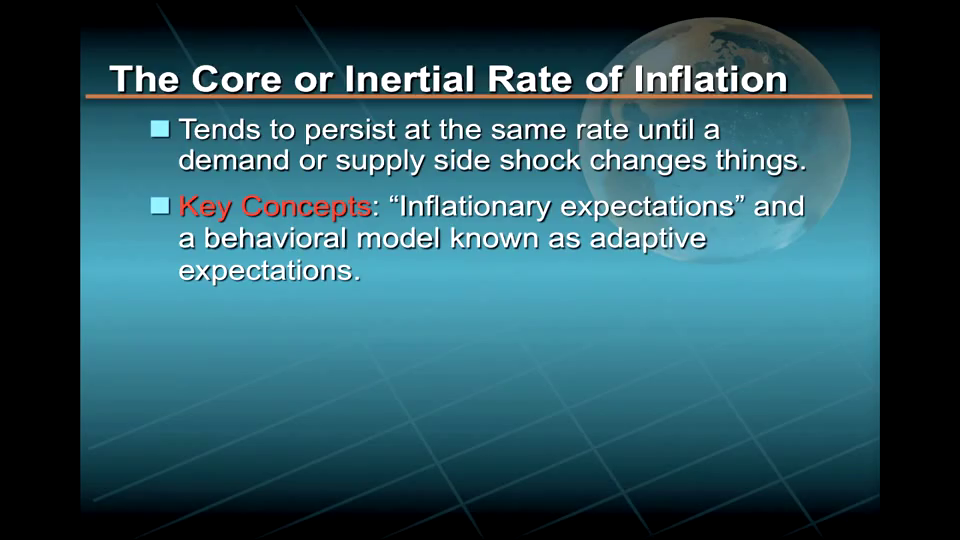 The Core or Inertial Rate of Inflation
Tends to persist at the same rate until a
demand or supply side shock changes things.
Key Concepts: “Inflationary expectations” and
a behavioral model known as adaptive
expectations.